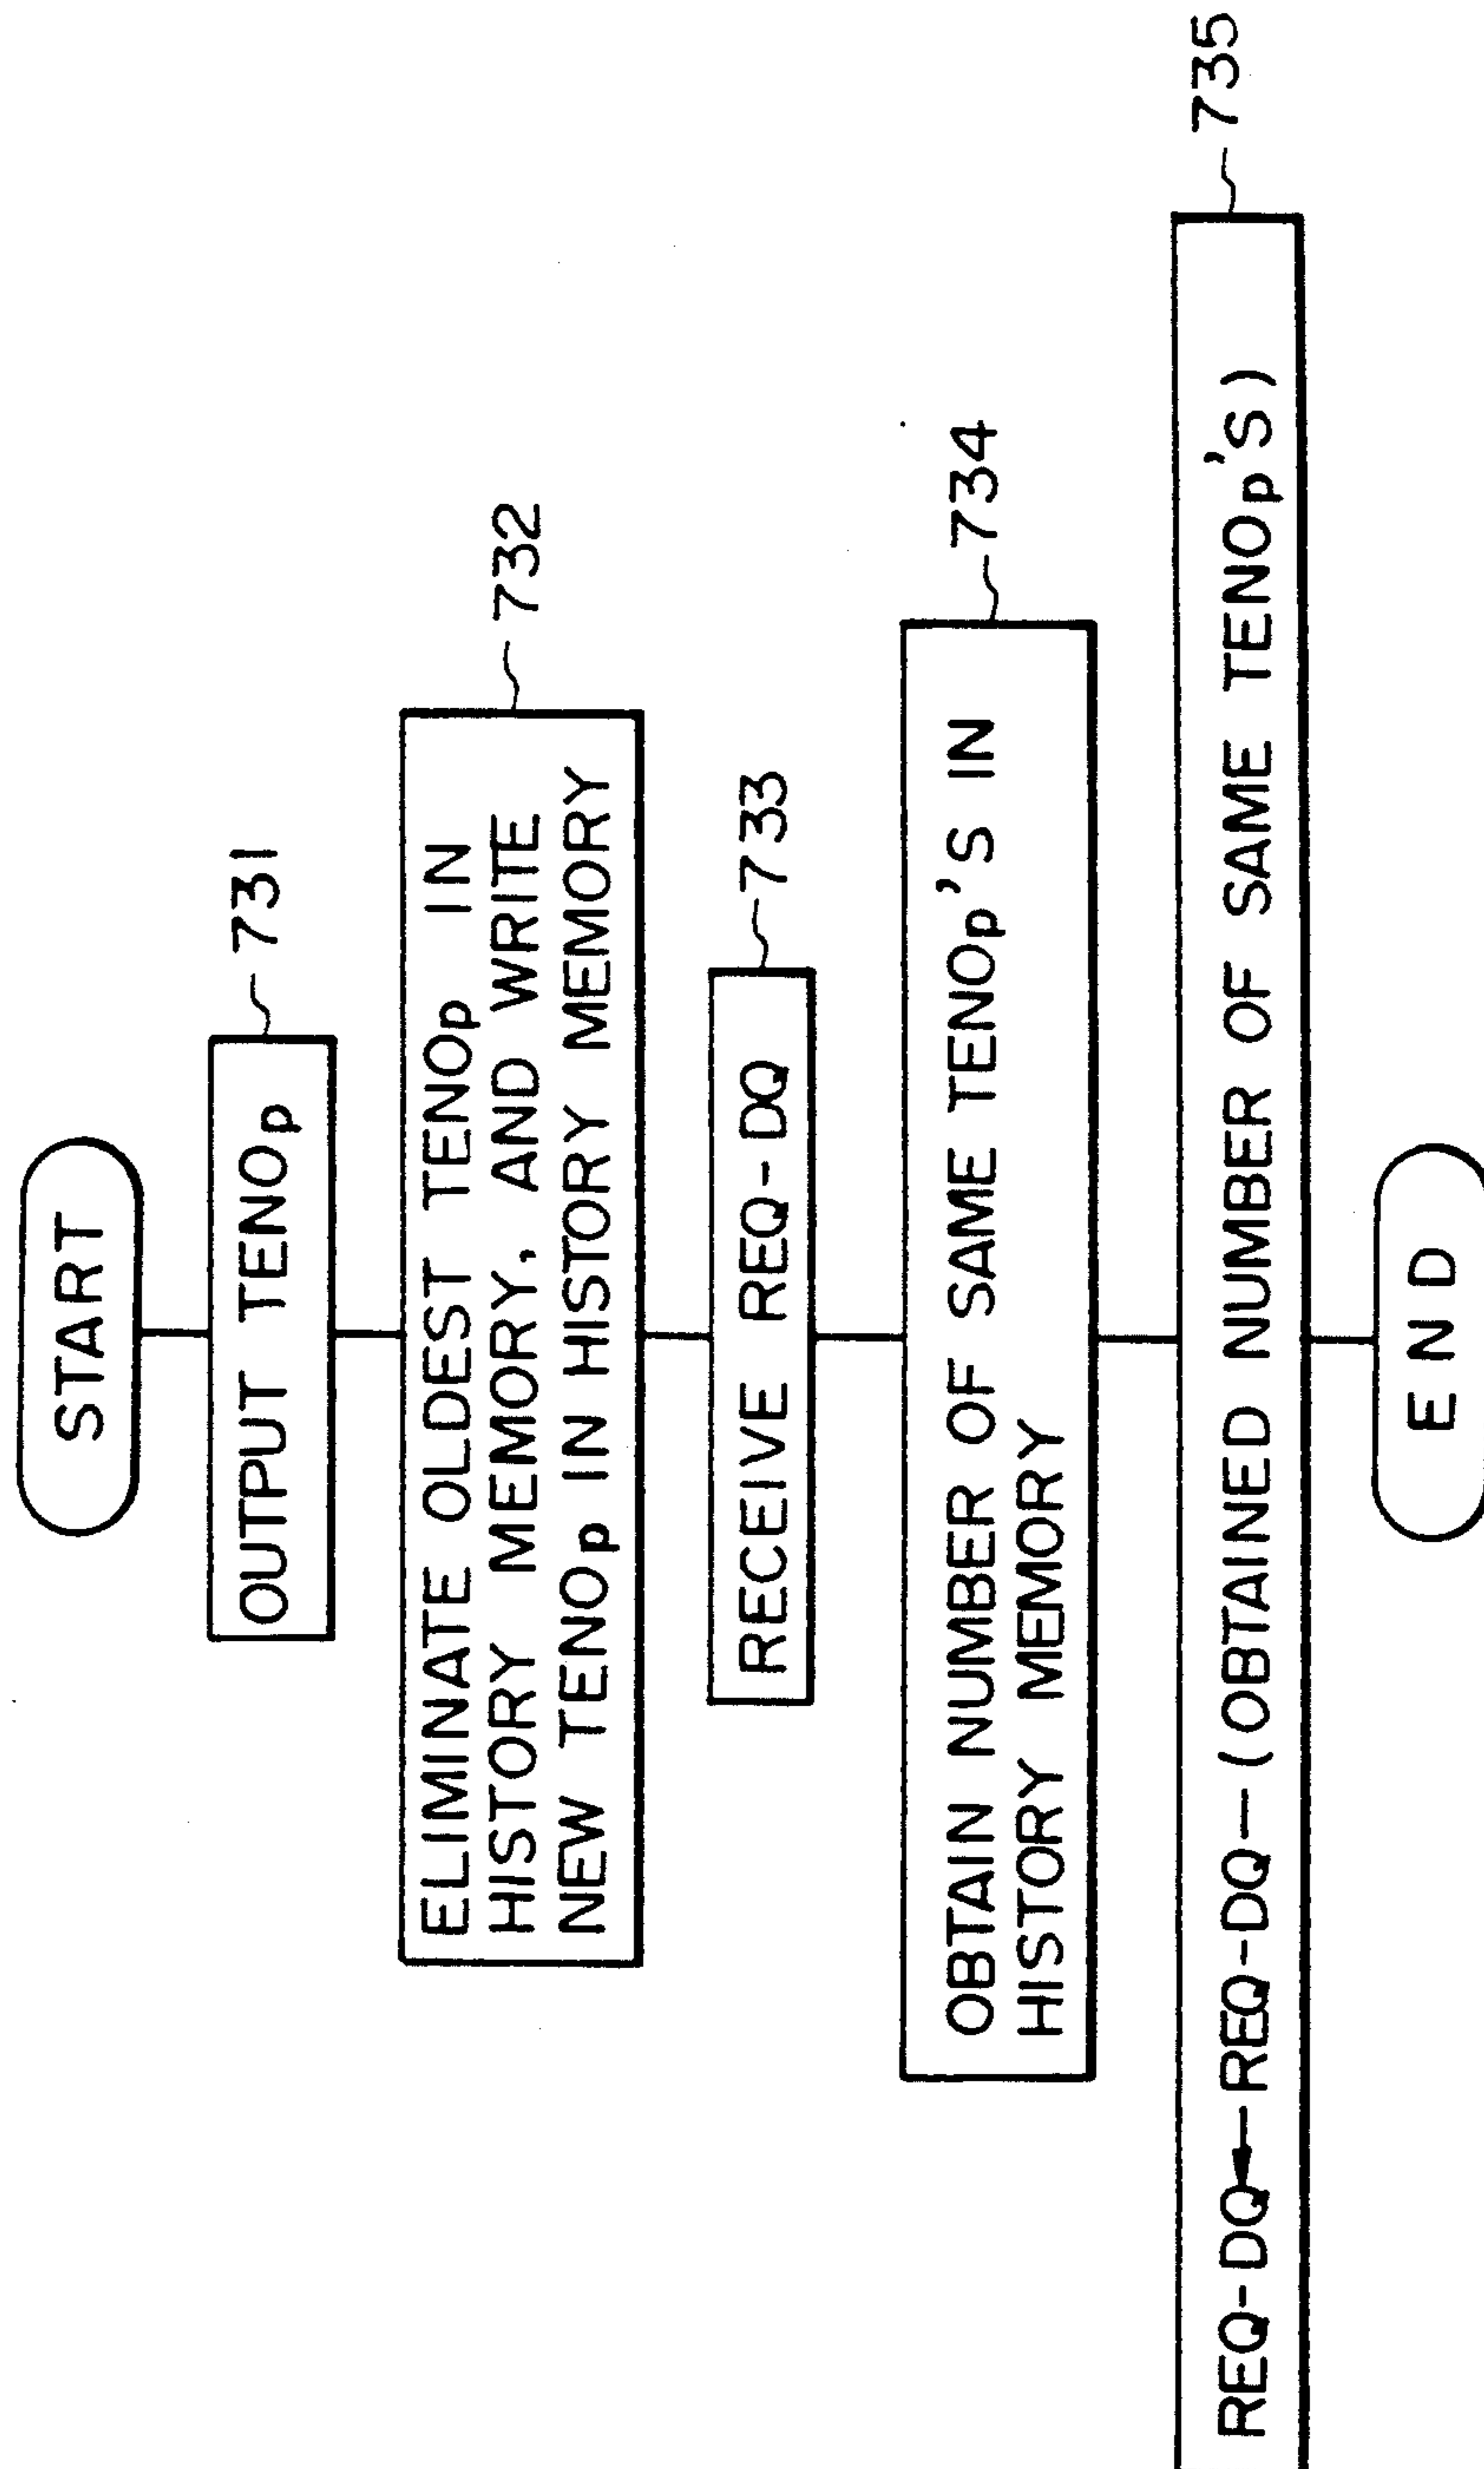 START
OUTPUT TENOp
731
ELIMINATE OLDEST TENOp IN
HISTORY MEMORY, AND WRITE
NEW TENOp IN HISTORY MEMORY
732
RECEIVE REQ-DQ
733
OBTAIN NUMBER OF SAME TENOp'S IN
HISTORY MEMORY
734
REQ-DQ←REQ-DQ—(OBTAINED NUMBER OF SAME TENOp'S)
735
END